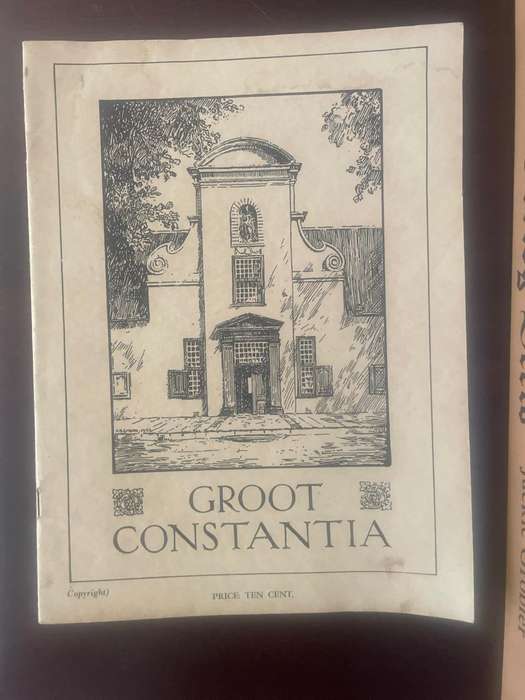 GROOT
CONSTANTIA
Copyright)
PRICE TEN CENT.